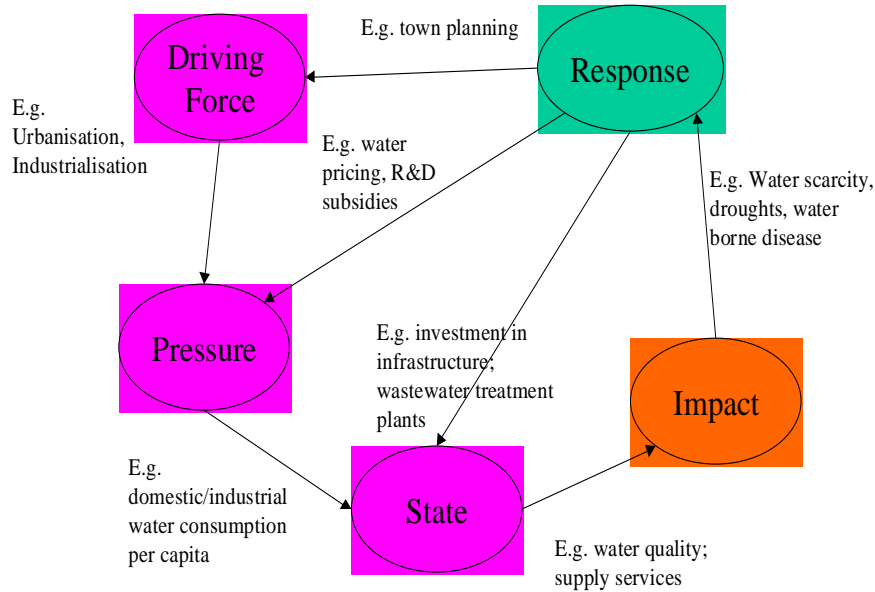 E.g. town planning
Driving
Force
Response
E.g.
Urbanisation,
Industrialisation
E.g. water
pricing, R&D
subsidies
E.g. Water scarcity,
droughts, water
borne disease
Pressure
E.g. investment in
infrastructure;
wastewater treatment
plants
Impact
E.g.
domestic/industrial
water consumption
per capita
State
E.g. water quality;
supply services